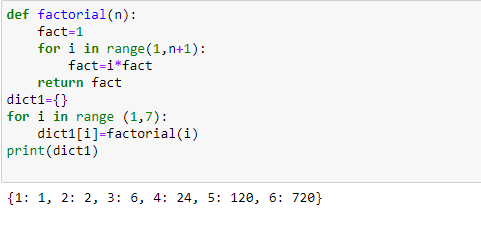 def factorial(n):
    fact=1
    for i in range(1,n+1):
        fact=i*fact
    return fact
dict1={}
for i in range (1,7):
    dict1[i]=factorial(i)
print(dict1)
{1: 1, 2: 2, 3: 6, 4: 24, 5: 120, 6: 720}